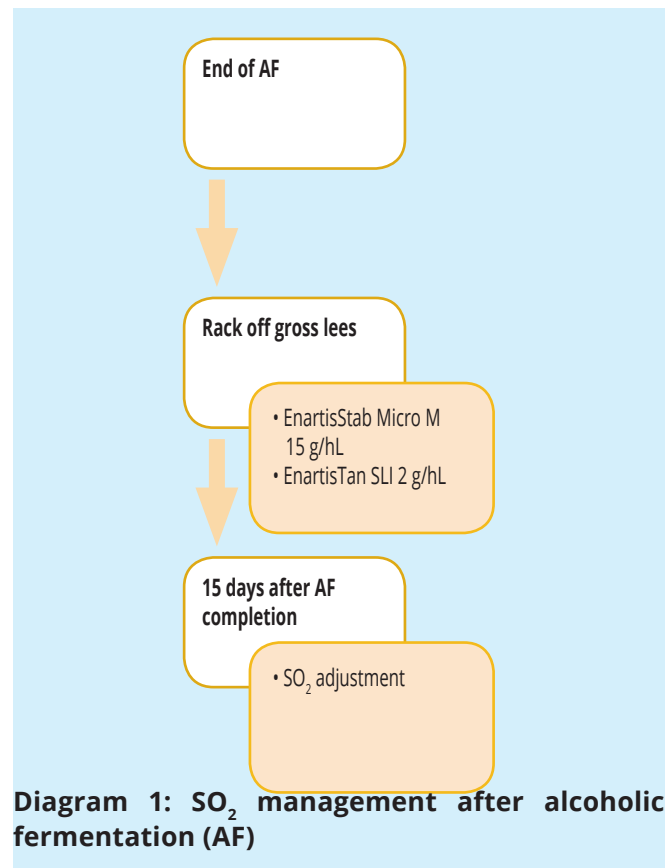 End of AF
Rack off gross lees
• EnartisStab Micro M
15 g/hL
• EnartisTan SLI 2 g/hL
15 days after AF
completion
• SO₂ adjustment
Diagram 1: SO₂ management after alcoholic
fermentation (AF)